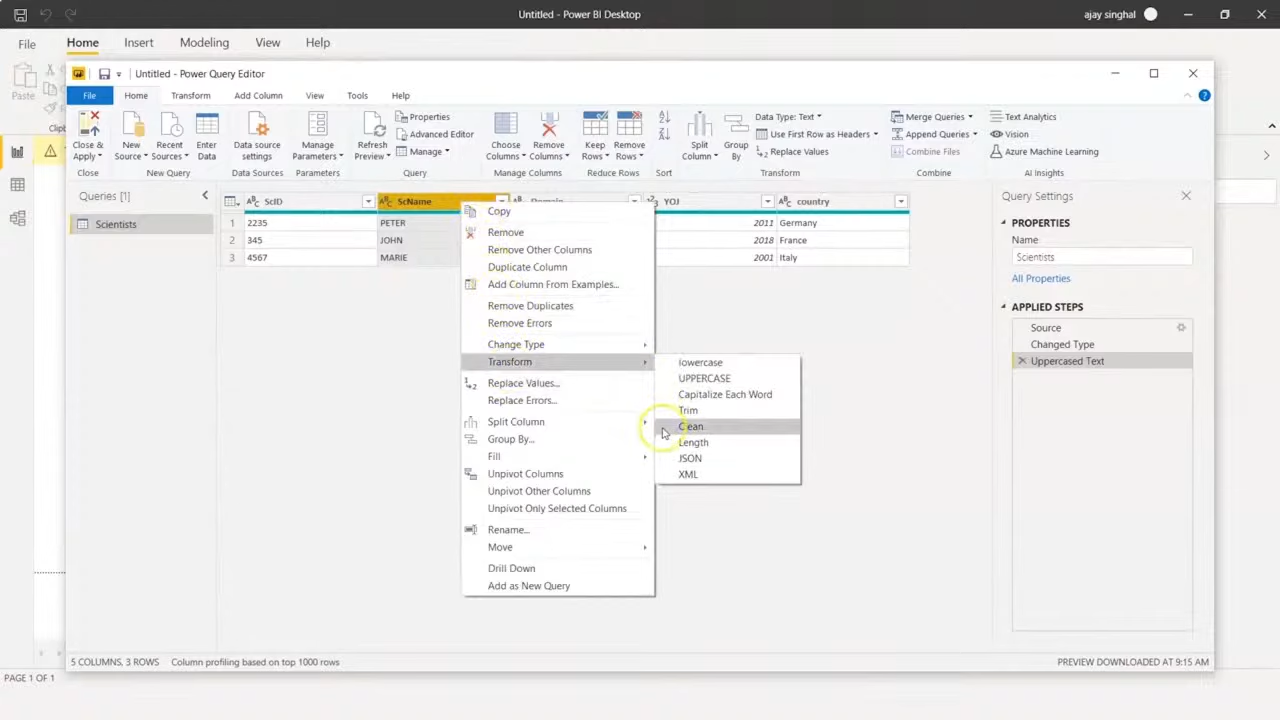 Untitled - Power BI Desktop
ajay singhal
File Home Insert Modeling View Help
Paste
Untitled - Power Query Editor
File Home Transform Add Column View Tools Help
Close & Apply
New Source
Recent Sources
Enter Data
Data source settings
Manage Parameters
Refresh Preview
Properties
Advanced Editor
Manage
Choose Columns
Remove Columns
Keep Rows
Remove Rows
Split Column
Group By
Data Type: Text
Use First Row as Headers
Replace Values
Merge Queries
Append Queries
Combine Files
Text Analytics
Vision
Azure Machine Learning
Close New Query Data Sources Parameters Query Manage Columns Reduce Rows Sort Transform Combine AI Insights
Queries [1]
Scientists
ScID ScName Domain YOJ country
1 2235 PETER 2011 Germany
2 345 JOHN 2018 France
3 4567 MARIE 2001 Italy
Copy
Remove
Remove Other Columns
Duplicate Column
Add Column From Examples...
Remove Duplicates
Remove Errors
Change Type
Transform
Replace Values...
Replace Errors...
Split Column
Group By...
Fill
Unpivot Columns
Unpivot Other Columns
Unpivot Only Selected Columns
Rename...
Move
Drill Down
Add as New Query
lowercase
UPPERCASE
Capitalize Each Word
Trim
Clean
Length
JSON
XML
Query Settings
PROPERTIES
Name
Scientists
All Properties
APPLIED STEPS
Source
Changed Type
Uppercased Text
5 COLUMNS, 3 ROWS Column profiling based on top 1000 rows
PREVIEW DOWNLOADED AT 9:15 AM
PAGE 1 OF 1